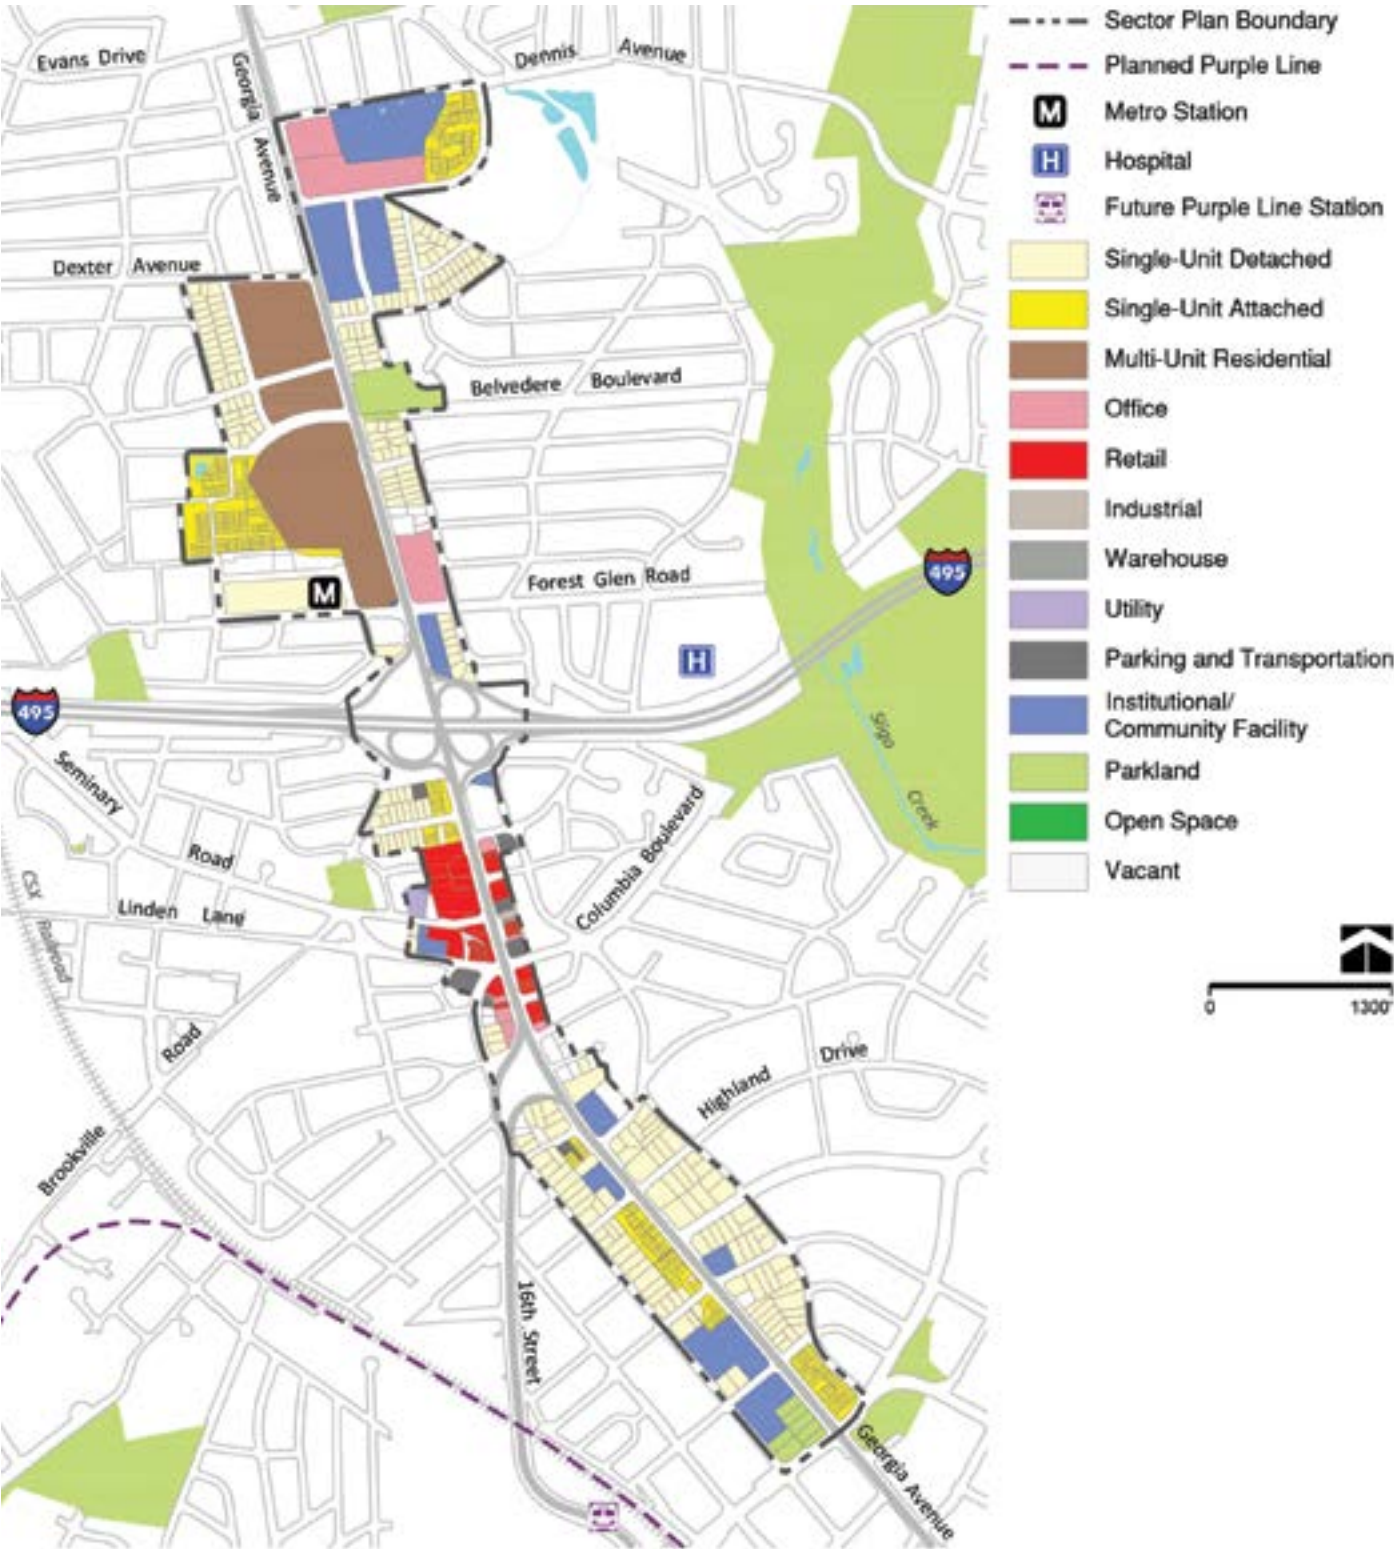 Evans Drive
Georgia Avenue
Dennis Avenue
Dexter Avenue
Belvedere Boulevard
Forest Glen Road
M
H
495
495
Sligo Creek
Seminary Road
Columbia Boulevard
Linden Lane
CSX Railroad
Brookville Road
Highland Drive
16th Street
Georgia Avenue
Sector Plan Boundary
Planned Purple Line
M Metro Station
H Hospital
Future Purple Line Station
Single-Unit Detached
Single-Unit Attached
Multi-Unit Residential
Office
Retail
Industrial
Warehouse
Utility
Parking and Transportation
Institutional/
Community Facility
Parkland
Open Space
Vacant
0 1300'